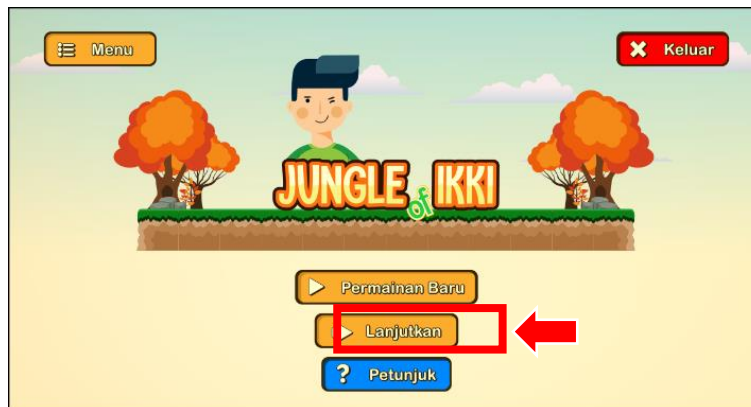 Menu
Keluar
JUNGLE of IKKI
Permainan Baru
Lanjutkan
? Petunjuk